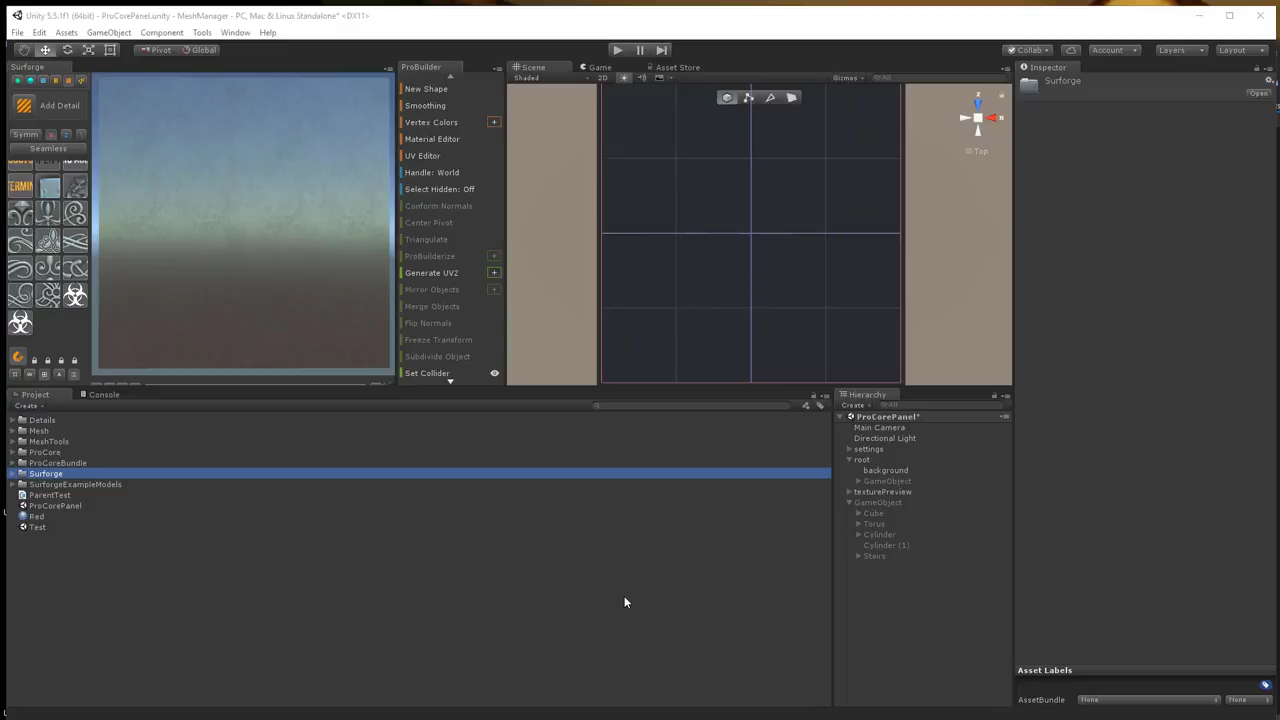 Unity 5.5.1f1 (64bit) - ProCorePanel.unity - MeshManager - PC, Mac & Linux Standalone* <DX11>
File Edit Assets GameObject Component Tools Window Help
Pivot Global Collab Account Layers Layout
Surforge
Add Detail
Symm x y z
Seamless
TERMIN
ProBuilder
New Shape
Smoothing
Vertex Colors
Material Editor
UV Editor
Handle: World
Select Hidden: Off
Conform Normals
Center Pivot
Triangulate
ProBuilderize
Generate UV2
Mirror Objects
Merge Objects
Flip Normals
Freeze Transform
Subdivide Object
Set Collider
Scene Game Asset Store
Shaded 2D Gizmos All
z
x
Top
Inspector
Surforge
Open
Project Console
Create
Details
Mesh
MeshTools
ProCore
ProCoreBundle
Surforge
SurforgeExampleModels
ParentTest
ProCorePanel
Red
Test
Hierarchy
Create All
ProCorePanel*
Main Camera
Directional Light
settings
root
background
GameObject
texturePreview
GameObject
Cube
Torus
Cylinder
Cylinder (1)
Stairs
Asset Labels
AssetBundle None None